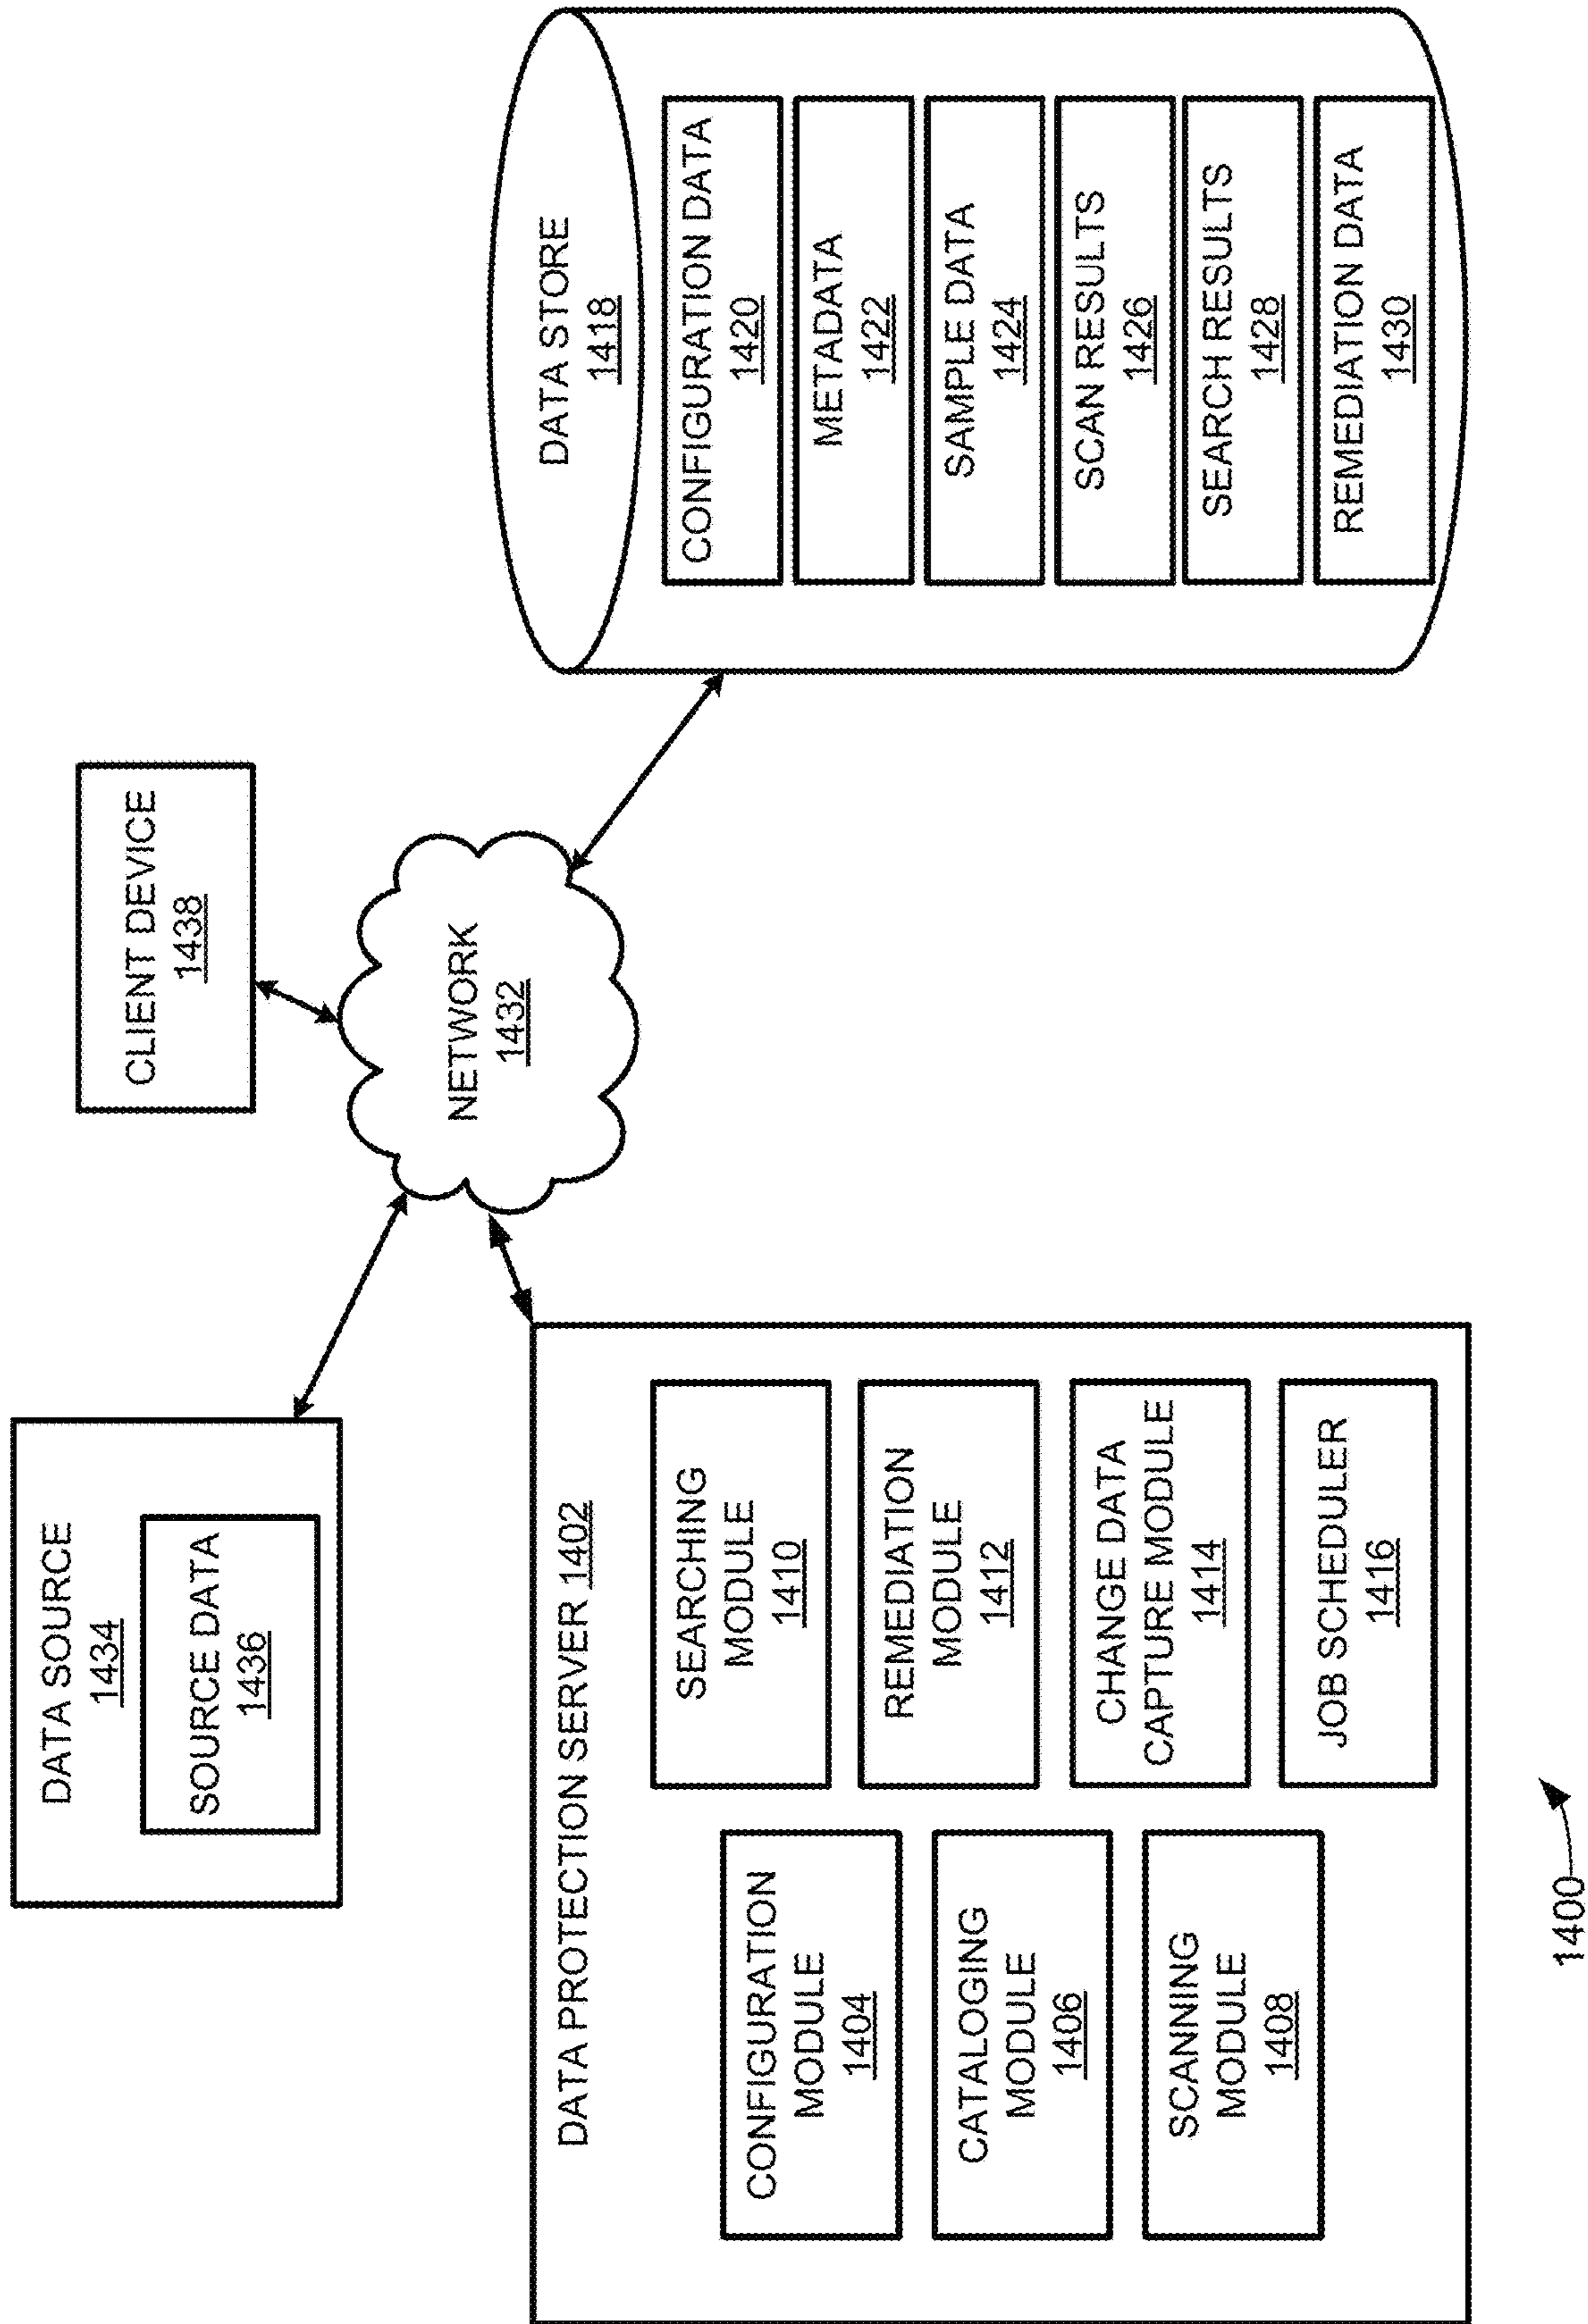 DATA SOURCE
1434
SOURCE DATA
1436
CLIENT DEVICE
1438
NETWORK
1432
DATA PROTECTION SERVER 1402
CONFIGURATION
MODULE
1404
CATALOGING
MODULE
1406
SCANNING
MODULE
1408
SEARCHING
MODULE
1410
REMEDIATION
MODULE
1412
CHANGE DATA
CAPTURE MODULE
1414
JOB SCHEDULER
1416
DATA STORE
1418
CONFIGURATION DATA
1420
METADATA
1422
SAMPLE DATA
1424
SCAN RESULTS
1426
SEARCH RESULTS
1428
REMEDIATION DATA
1430
1400